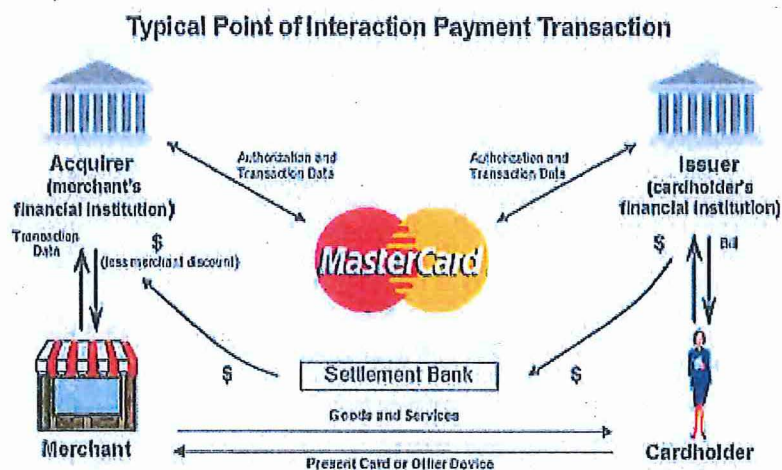 Typical Point of Interaction Payment Transaction
Acquirer
(merchant's
financial institution)
Authorization and
Transaction Data
Authorization and
Transaction Data
Issuer
(cardholder's
financial institution)
Transaction
Data
$
(less merchant discount)
MasterCard
$
Bill
$
Settlement Bank
$
Goods and Services
Merchant
Cardholder
Present Card or Other Device